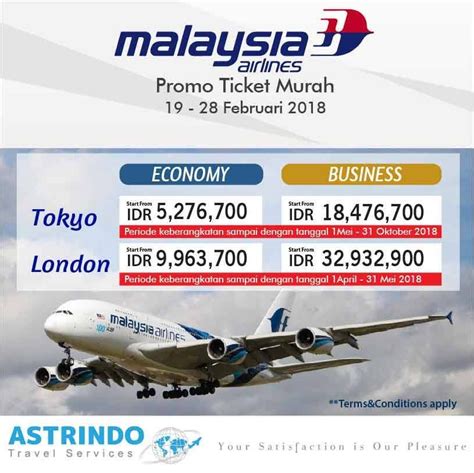 malaysia
airlines
Promo Ticket Murah
19 - 28 Februari 2018
ECONOMY
BUSINESS
Tokyo
Start From
IDR 5,276,700
Start From
IDR 18,476,700
Periode keberangkatan sampai dengan tanggal 1Mei - 31 Oktober 2018
London
Start From
IDR 9,963,700
Start From
IDR 32,932,900
Periode keberangkatan sampai dengan tanggal 1April - 31 Mei 2018
malaysia airlines
**Terms&Conditions apply
ASTRINDO
Travel Services
Your Satisfaction is Our Pleasure